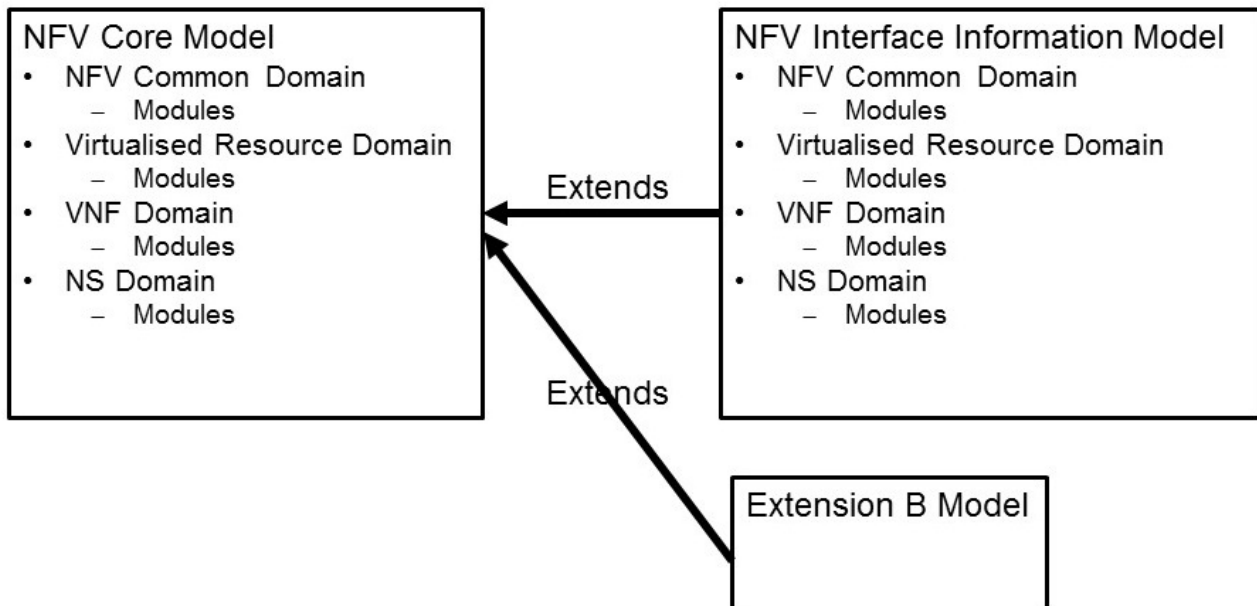 NFV Core Model
• NFV Common Domain
– Modules
• Virtualised Resource Domain
– Modules
• VNF Domain
– Modules
• NS Domain
– Modules
Extends
Extends
NFV Interface Information Model
• NFV Common Domain
– Modules
• Virtualised Resource Domain
– Modules
• VNF Domain
– Modules
• NS Domain
– Modules
Extension B Model